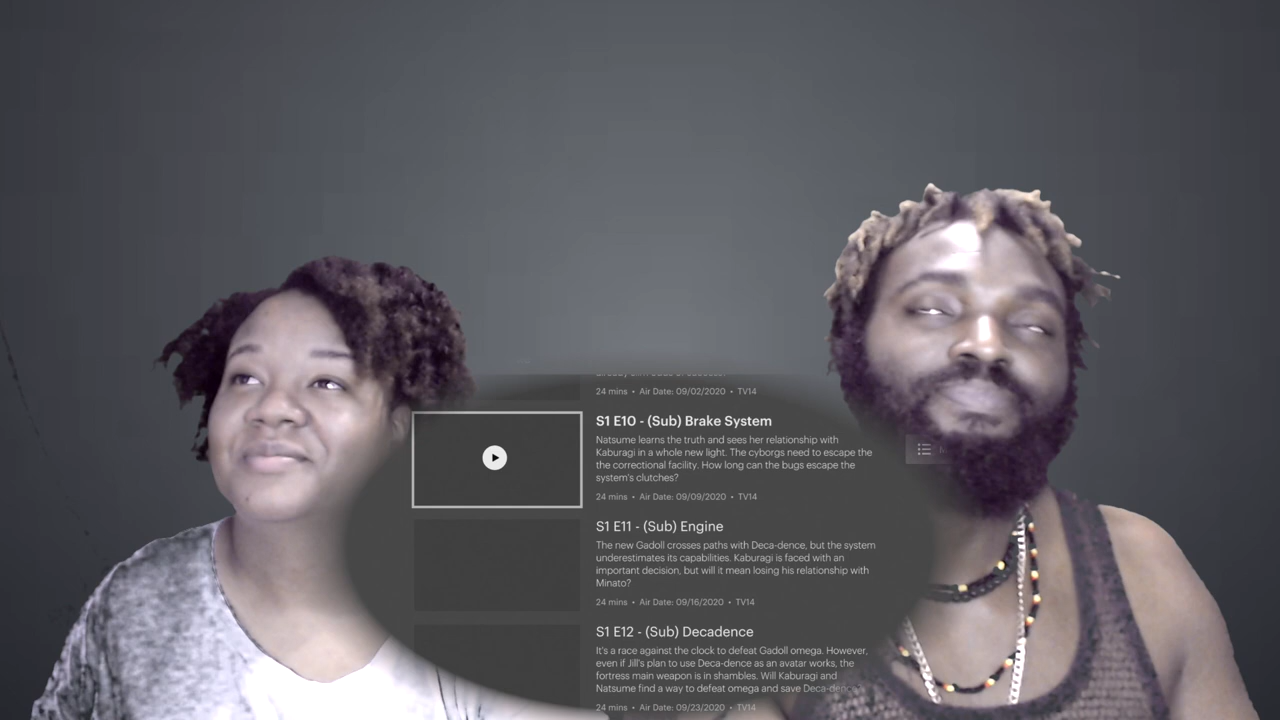 24 mins • Air Date: 09/02/2020 • TV14
S1 E10 - (Sub) Brake System
Natsume learns the truth and sees her relationship with
Kaburagi in a whole new light. The cyborgs need to escape the
the correctional facility. How long can the bugs escape the
system's clutches?
24 mins • Air Date: 09/09/2020 • TV14
S1 E11 - (Sub) Engine
The new Gadoll crosses paths with Deca-dence, but the system
underestimates its capabilities. Kaburagi is faced with an
important decision, but will it mean losing his relationship with
Minato?
24 mins • Air Date: 09/16/2020 • TV14
S1 E12 - (Sub) Decadence
It's a race against the clock to defeat Gadoll omega. However,
even if Jill's plan to use Deca-dence as an avatar works, the
fortress main weapon is in shambles. Will Kaburagi and
Natsume find a way to defeat omega and save Deca-dence
24 mins • Air Date: 09/23/2020 • TV14